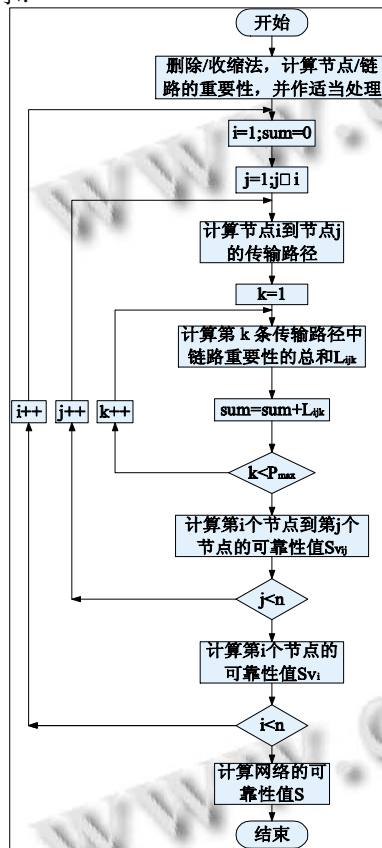 开始
删除/收缩法，计算节点/链
路的重要性，并作适当处理
i=1;sum=0
j=1;j□ i
计算节点i到节点j
的传输路径
k=1
计算第 k 条传输路径中
链路重要性的总和Lijk
i++
j++
k++
sum=sum+Lijk
k<Pmax
计算第i个节点到第j个
节点的可靠性值Svij
j<n
计算第i个节点的
可靠性值Svi
i<n
计算网络的可
靠性值S
结束